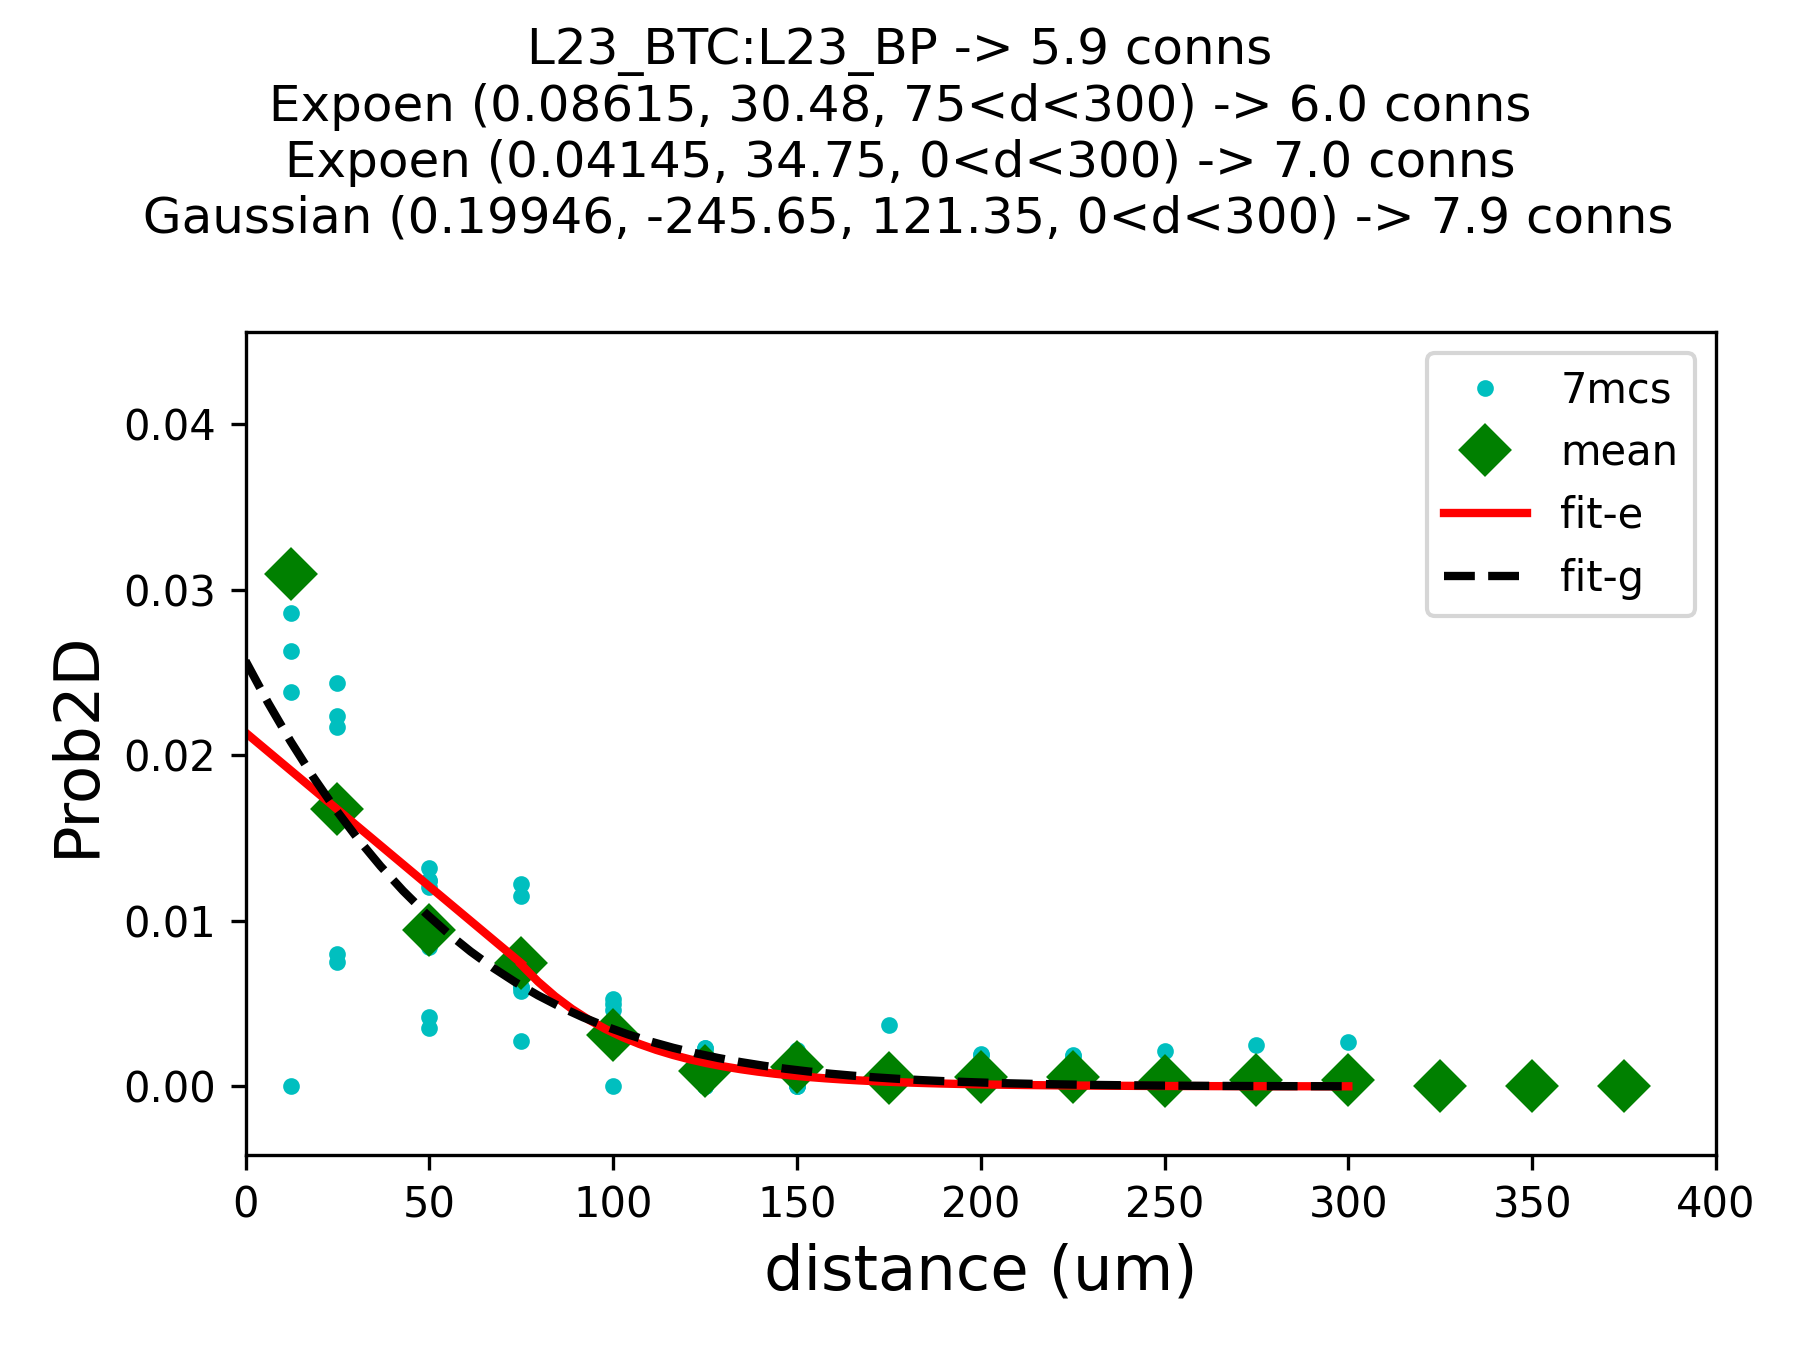 L23_BTC:L23_BP -> 5.9 conns
Expoen (0.08615, 30.48, 75<d<300) -> 6.0 conns
Expoen (0.04145, 34.75, 0<d<300) -> 7.0 conns
Gaussian (0.19946, -245.65, 121.35, 0<d<300) -> 7.9 conns
7mcs
mean
fit-e
fit-g
Prob2D
0.04
0.03
0.02
0.01
0.00
0 50 100 150 200 250 300 350 400
distance (um)